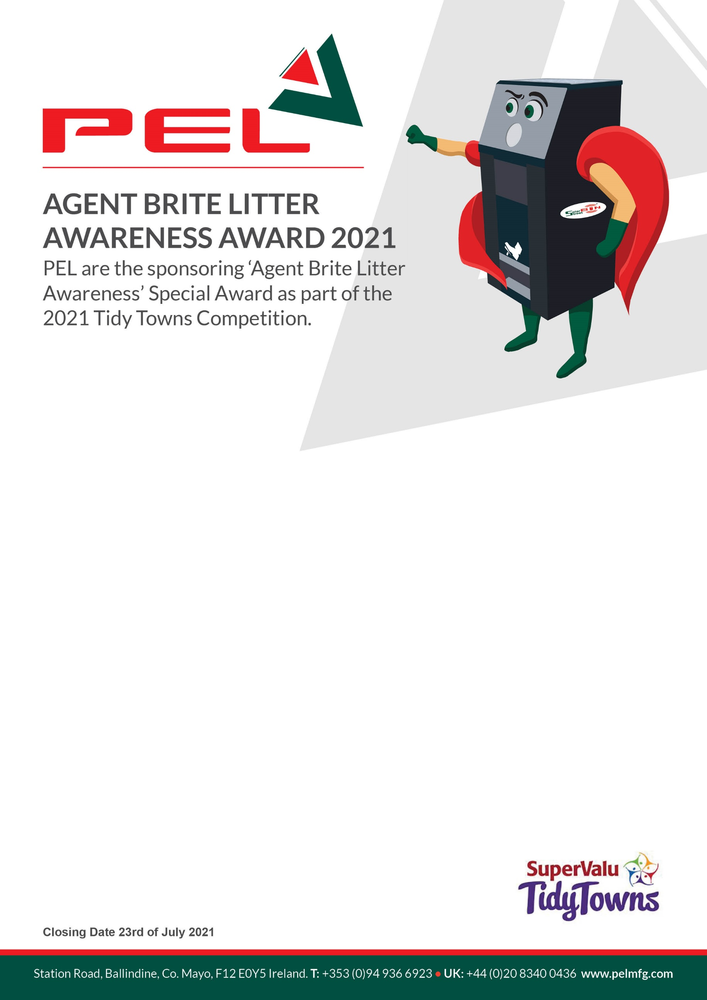 PEL
AGENT BRITE LITTER
AWARENESS AWARD 2021
PEL are the sponsoring ‘Agent Brite Litter
Awareness’ Special Award as part of the
2021 Tidy Towns Competition.
Solar Street BIN
SuperValu
TidyTowns
Closing Date 23rd of July 2021
Station Road, Ballindine, Co. Mayo, F12 E0Y5 Ireland. T: +353 (0)94 936 6923 • UK: +44 (0)20 8340 0436 www.pelmfg.com